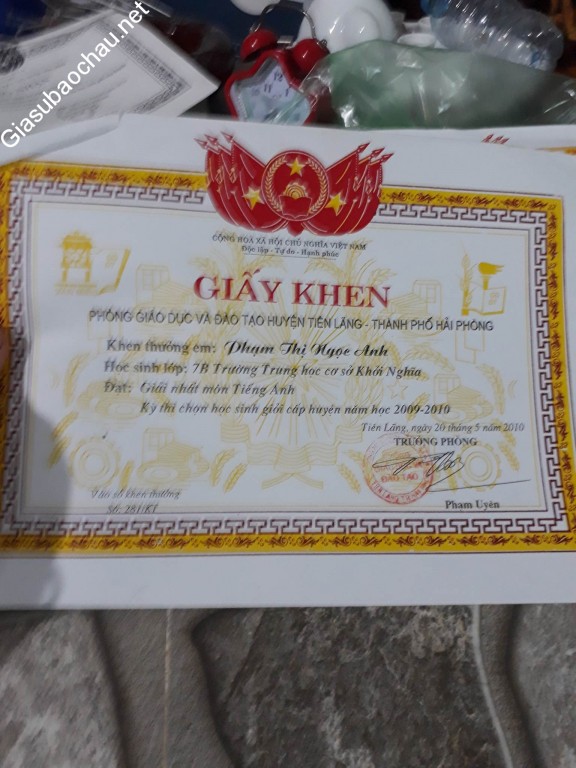 Giasubaochau.net
CỘNG HOÀ XÃ HỘI CHỦ NGHĨA VIỆT NAM
Độc lập - Tự do - Hạnh phúc
GIẤY KHEN
PHÒNG GIÁO DỤC VÀ ĐÀO TẠO HUYỆN TIÊN LÃNG - THÀNH PHỐ HẢI PHÒNG
Khen thưởng em: Phạm Thị Ngọc Anh
Học sinh lớp: 7B Trường Trung học cơ sở Khởi Nghĩa
Đạt: Giải nhất môn Tiếng Anh
Kỳ thi chọn học sinh giỏi cấp huyện năm học 2009-2010
Tiên Lãng, ngày 20 tháng 5 năm 2010
TRƯỞNG PHÒNG
ĐÀO TẠO
Vào sổ khen thưởng
Số: 281/KT
Phạm Uyên